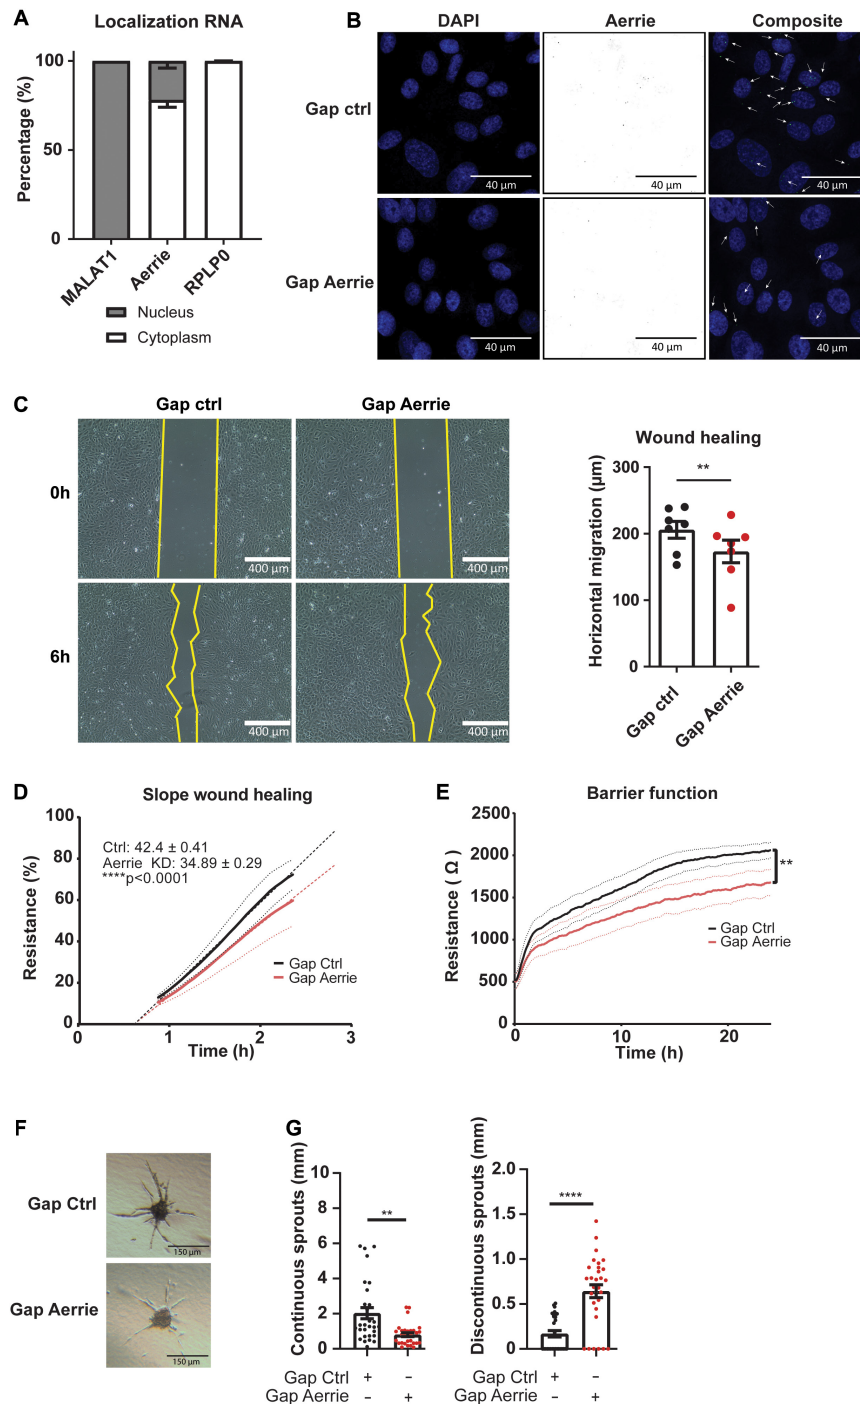 A
Localization RNA
Percentage (%)
100
50
0
MALAT1
Aerrie
RPLP0
Nucleus
Cytoplasm
B
DAPI
Aerrie
Composite
Gap ctrl
40 µm
40 µm
40 µm
Gap Aerrie
40 µm
40 µm
40 µm
C
Gap ctrl
Gap Aerrie
0h
400 µm
400 µm
6h
400 µm
400 µm
Wound healing
**
Horizontal migration (µm)
300
200
100
0
Gap ctrl
Gap Aerrie
D
Slope wound healing
Resistance (%)
100
80
60
40
20
0
Ctrl: 42.4 ± 0.41
Aerrie KD: 34.89 ± 0.29
****p<0.0001
Gap Ctrl
Gap Aerrie
0
1
2
3
Time (h)
E
Barrier function
Resistance ( Ω )
2500
2000
1500
1000
500
0
**
Gap Ctrl
Gap Aerrie
0
10
20
Time (h)
F
Gap Ctrl
150 µm
Gap Aerrie
150 µm
G
Continuous sprouts (mm)
10
8
6
4
2
0
**
Gap Ctrl + –
Gap Aerrie – +
Discontinuous sprouts (mm)
2.0
1.5
1.0
0.5
0
****
Gap Ctrl + –
Gap Aerrie – +